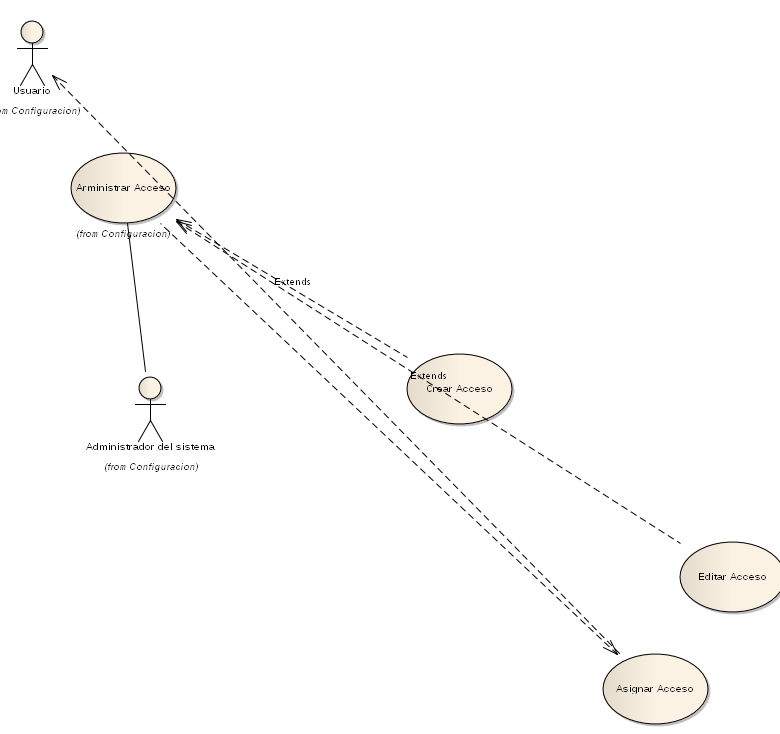 Usuario
om Configuracion)
Arministrar Acceso
(from Configuracion)
Extends
Extends
Crear Acceso
Administrador del sistema
(from Configuracion)
Editar Acceso
Asignar Acceso